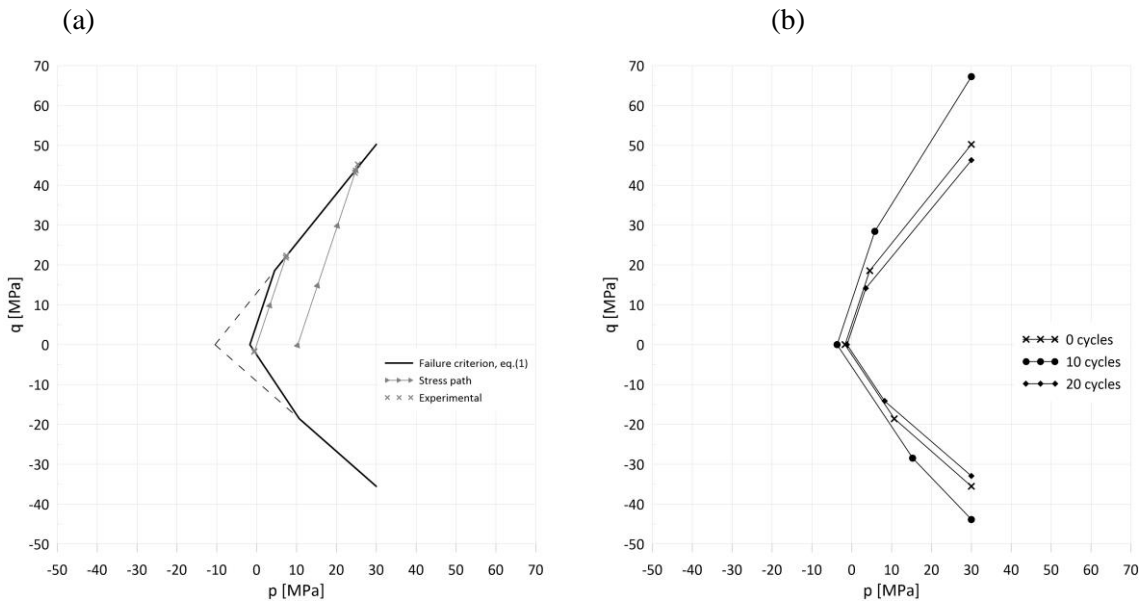 (a)
(b)
70
60
50
40
30
20
10
0
-10
-20
-30
-40
-50
q [MPa]
-50 -40 -30 -20 -10 0 10 20 30 40 50 60 70
p [MPa]
Failure criterion, eq.(1)
Stress path
Experimental
70
60
50
40
30
20
10
0
-10
-20
-30
-40
-50
q [MPa]
-50 -40 -30 -20 -10 0 10 20 30 40 50 60 70
p [MPa]
0 cycles
10 cycles
20 cycles